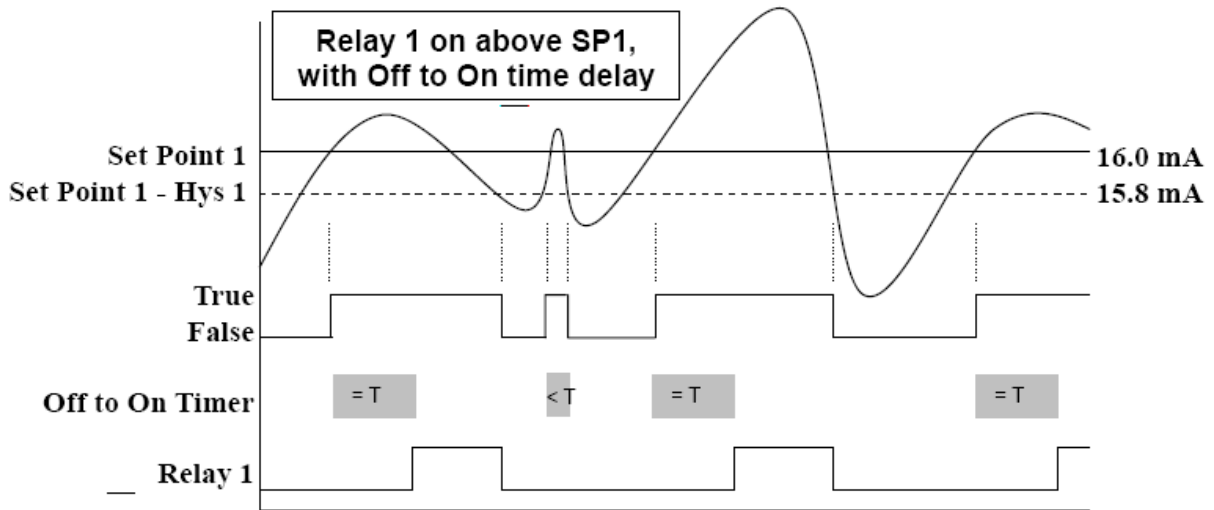 Relay 1 on above SP1,
with Off to On time delay
Set Point 1
16.0 mA
Set Point 1 - Hys 1
15.8 mA
True
False
Off to On Timer
= T
< T
= T
= T
Relay 1